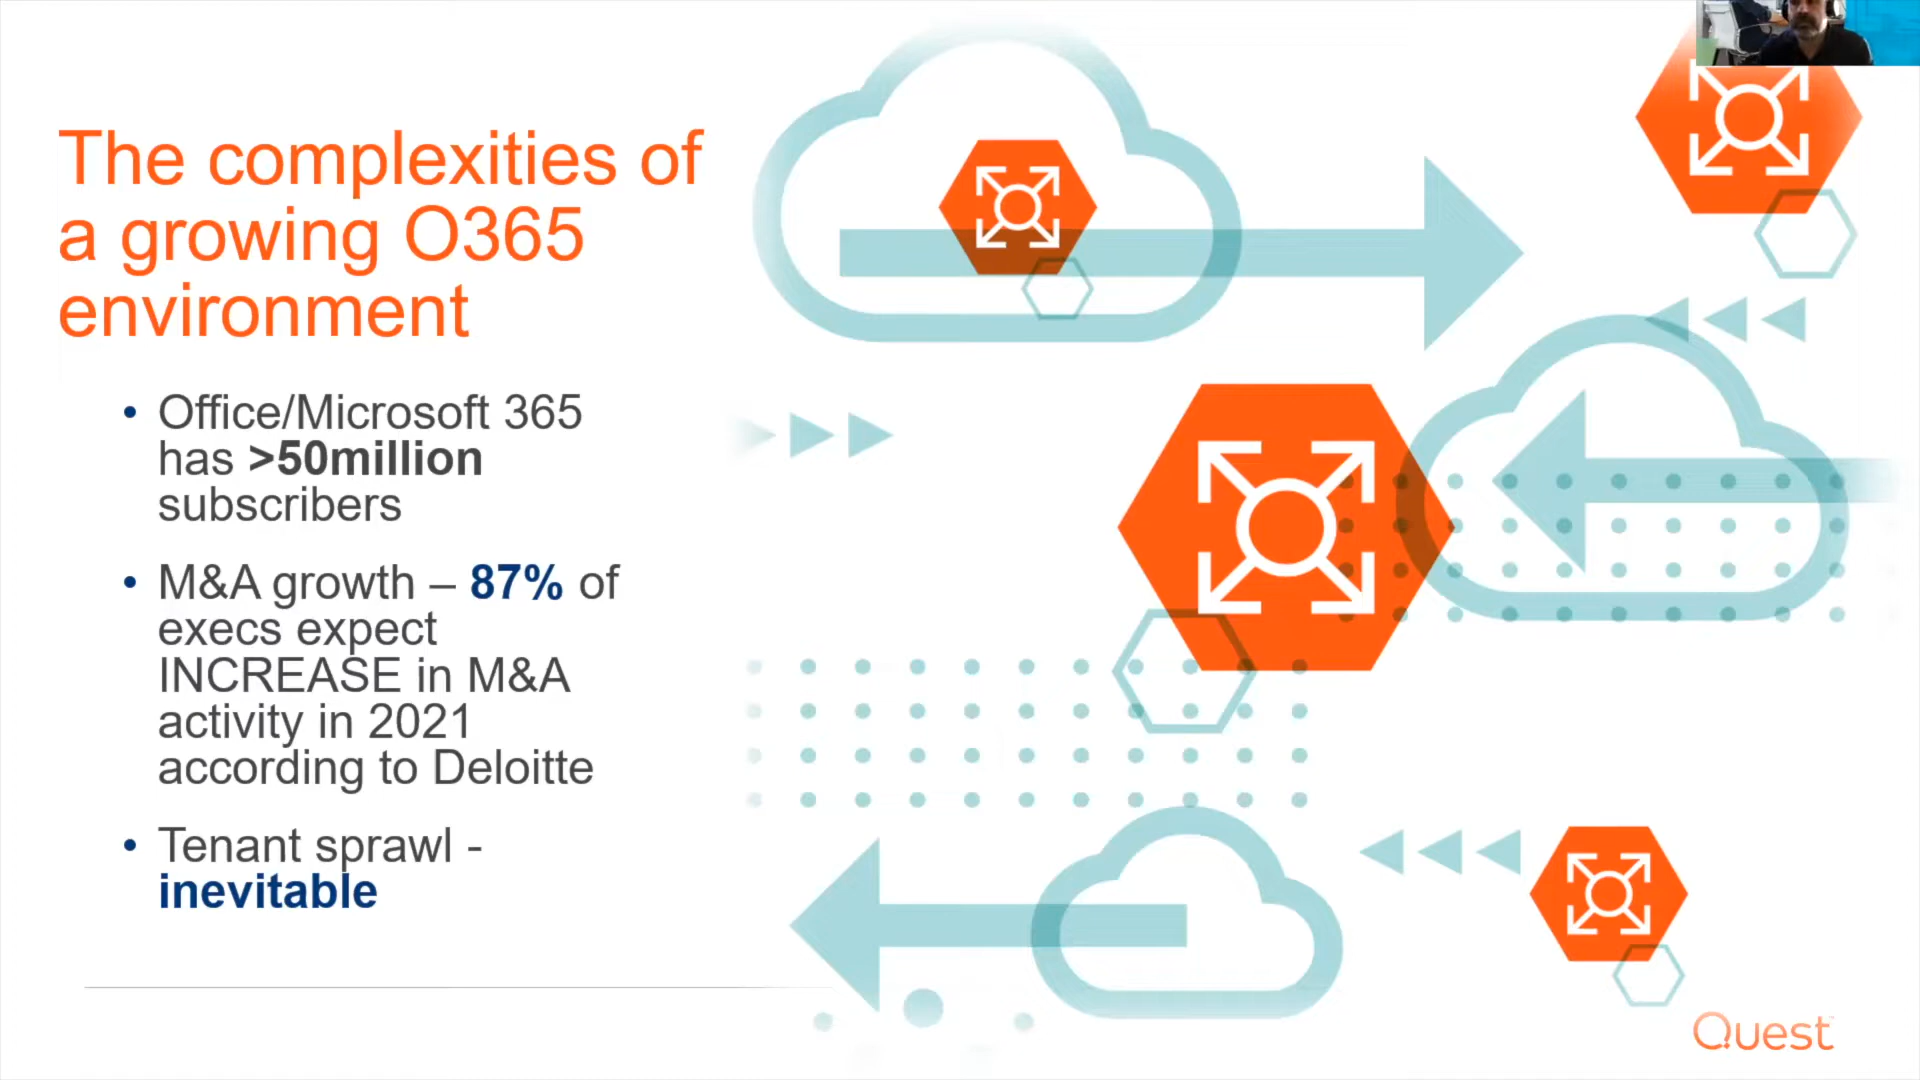 The complexities of
a growing O365
environment
• Office/Microsoft 365
has >50million
subscribers
• M&A growth – 87% of
execs expect
INCREASE in M&A
activity in 2021
according to Deloitte
• Tenant sprawl -
inevitable
Quest